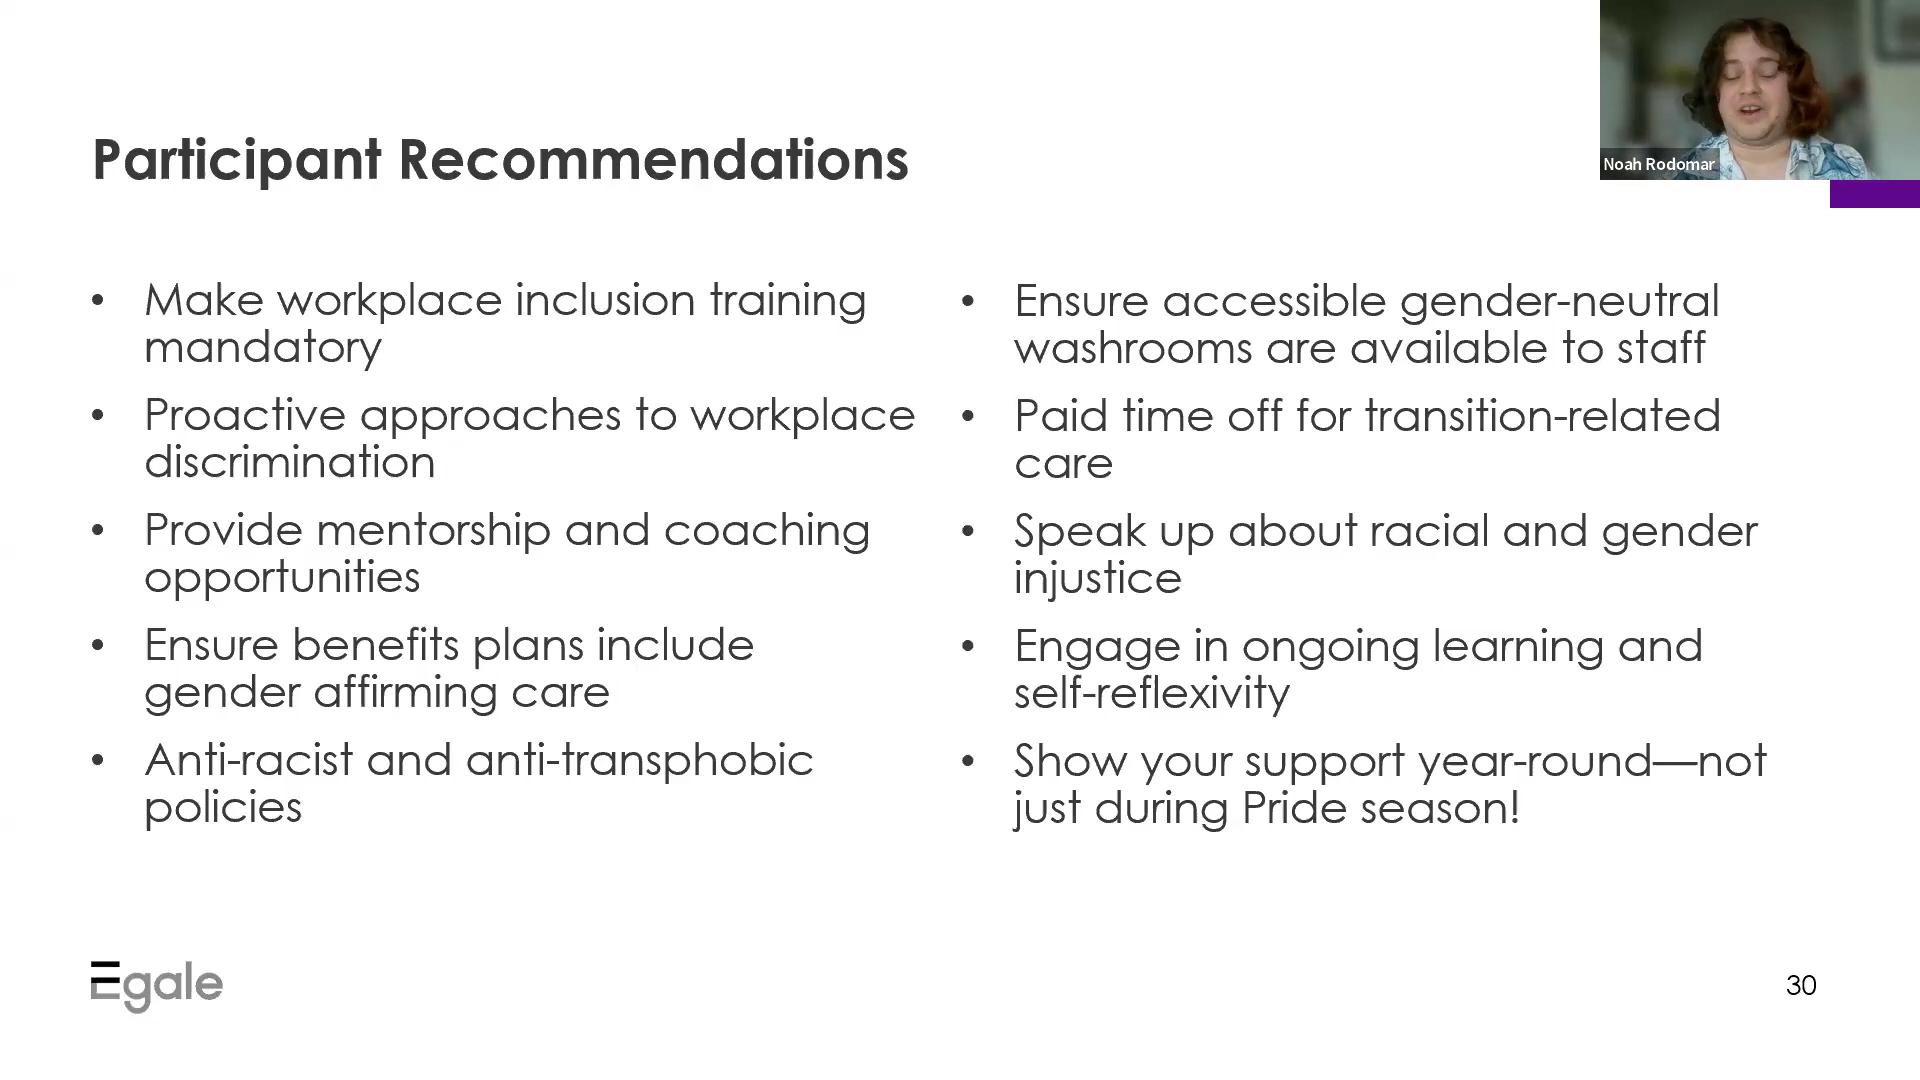 Noah Rodomar
Participant Recommendations
• Make workplace inclusion training
mandatory
• Proactive approaches to workplace
discrimination
• Provide mentorship and coaching
opportunities
• Ensure benefits plans include
gender affirming care
• Anti-racist and anti-transphobic
policies
• Ensure accessible gender-neutral
washrooms are available to staff
• Paid time off for transition-related
care
• Speak up about racial and gender
injustice
• Engage in ongoing learning and
self-reflexivity
• Show your support year-round—not
just during Pride season!
Egale
30